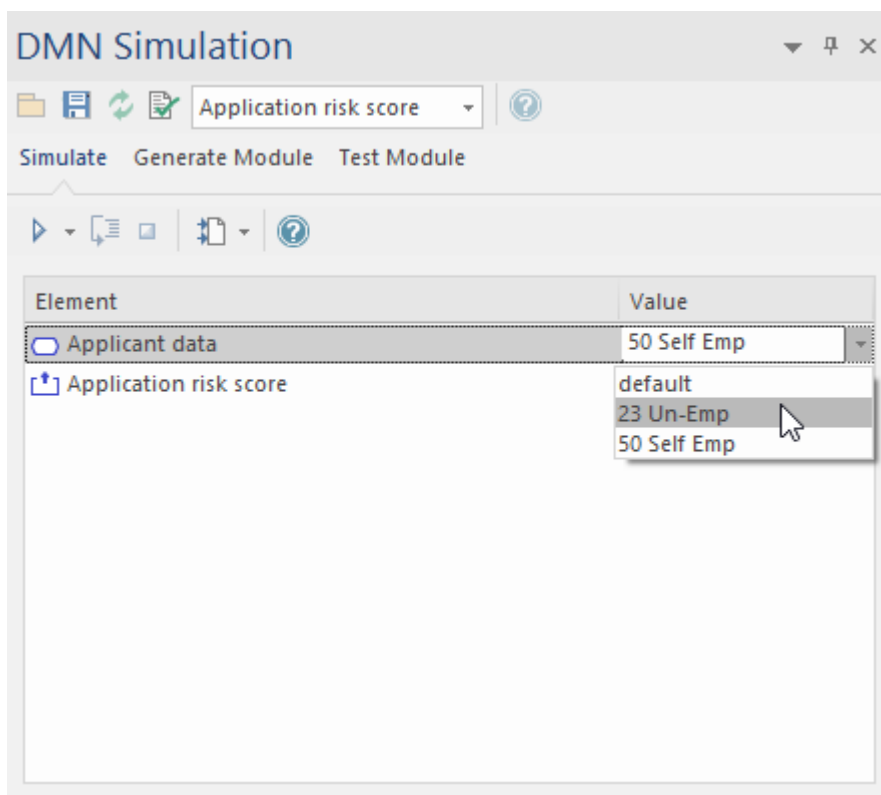 DMN Simulation
Application risk score
Simulate Generate Module Test Module
Element Value
Applicant data 50 Self Emp
Application risk score default
23 Un-Emp
50 Self Emp